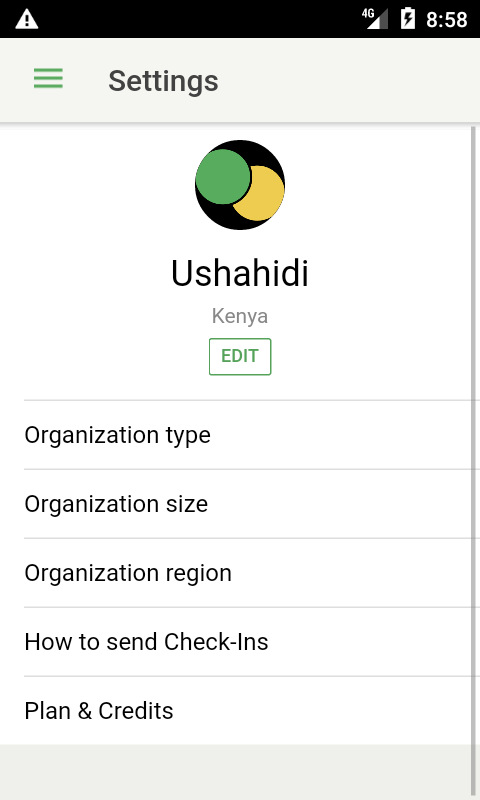 4G 8:58
Settings
Ushahidi
Kenya
EDIT
Organization type
Organization size
Organization region
How to send Check-Ins
Plan & Credits